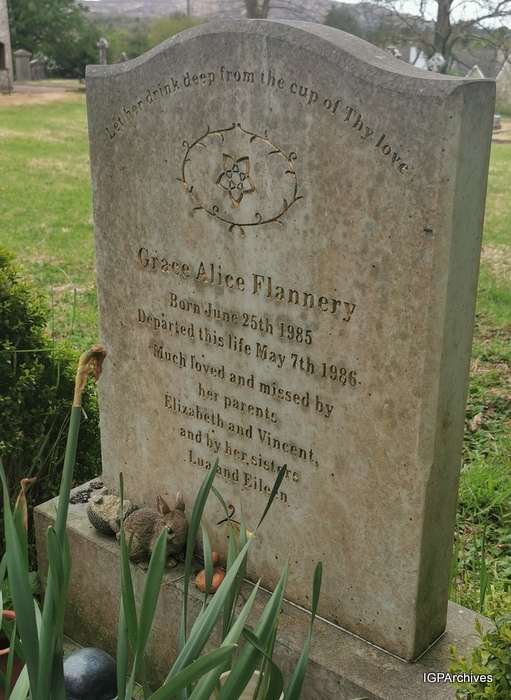 Let her drink deep from the cup of Thy love
Grace Alice Flannery
Born June 25th 1985
Departed this life May 7th 1986
Much loved and missed by
her parents
Elizabeth and Vincent,
and by her sisters
Lua and Eileen
IGPArchives